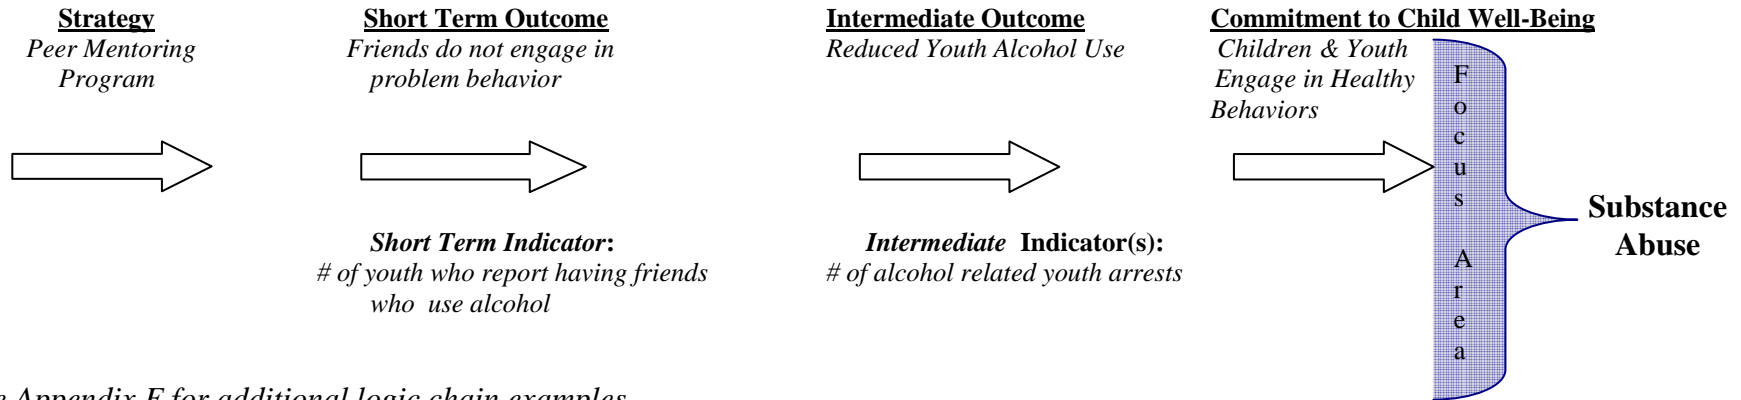 Strategy
Peer Mentoring
Program
Short Term Outcome
Friends do not engage in
problem behavior
Short Term Indicator:
# of youth who report having friends
who use alcohol
Intermediate Outcome
Reduced Youth Alcohol Use
Intermediate Indicator(s):
# of alcohol related youth arrests
Commitment to Child Well-Being
Children & Youth
Engage in Healthy
Behaviors
Focus Area
Substance
Abuse
Appendix F for additional logic chain examples